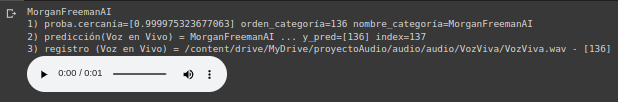 MorganFreemanAI
1) proba.cercanía=[0.999975323677063] orden_categoría=136 nombre_categoría=MorganFreemanAI
2) predicción(Voz en Vivo) = MorganFreemanAI ... y_pred=[136] index=137
3) registro (Voz en Vivo) = /content/drive/MyDrive/proyectoAudio/audio/audio/VozViva/VozViva.wav - [136]
0:00 / 0:01